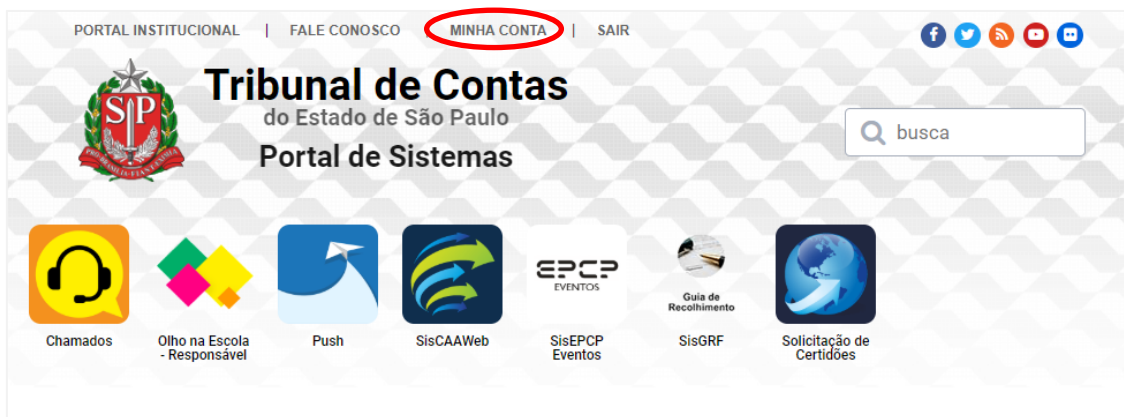 PORTAL INSTITUCIONAL | FALE CONOSCO | MINHA CONTA | SAIR
Tribunal de Contas
do Estado de São Paulo
Portal de Sistemas
busca
SP
EPCP
EVENTOS
Guia de
Recolhimento
Chamados
Olho na Escola
- Responsável
Push
SisCAAWeb
SisEPCP
Eventos
SisGRF
Solicitação de
Certidões